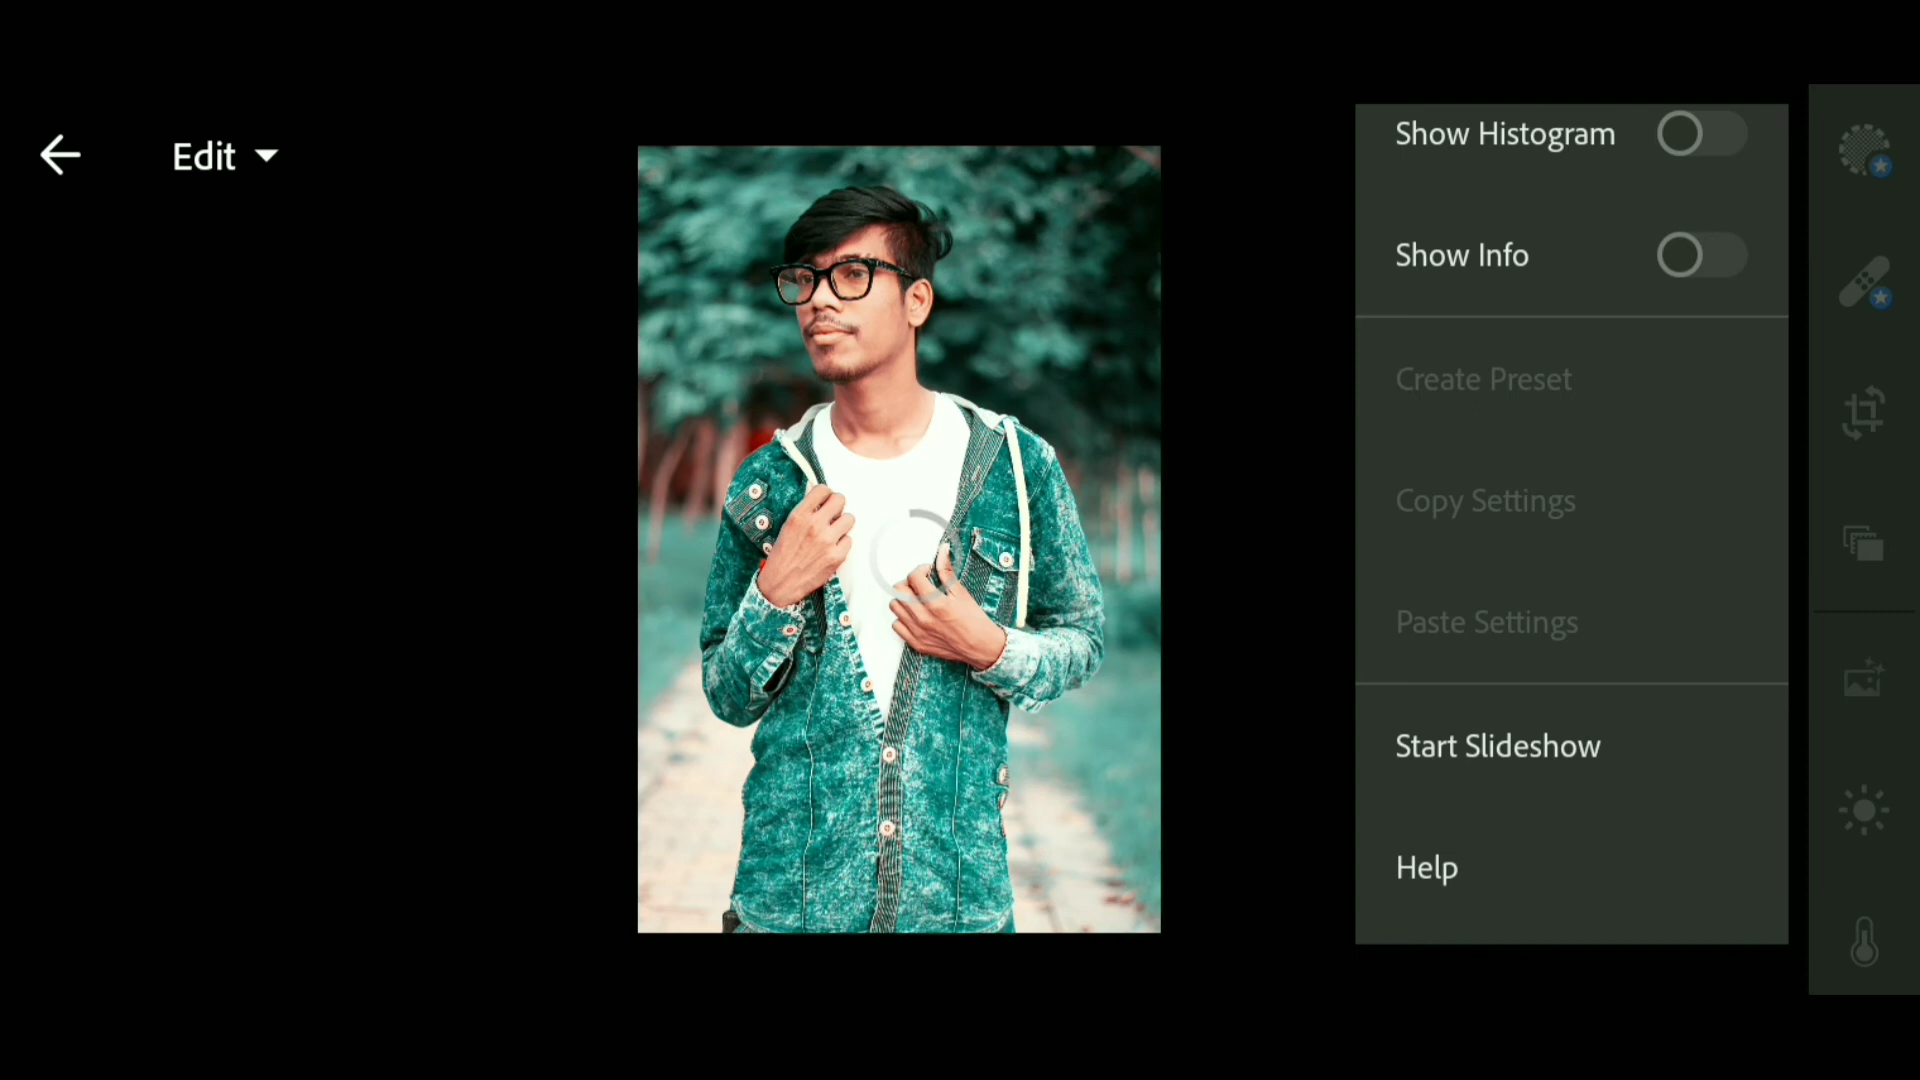 Edit
Show Histogram
Show Info
Create Preset
Copy Settings
Paste Settings
Start Slideshow
Help